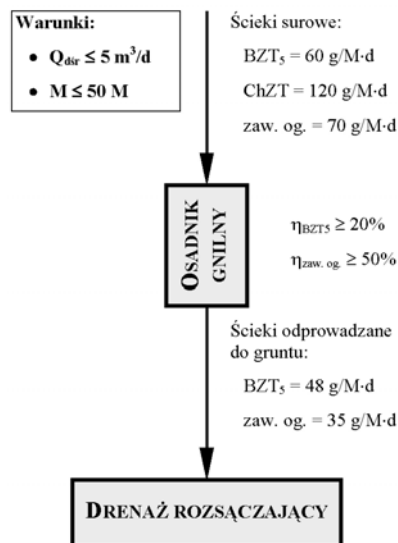 Warunki:
• Qdśr ≤ 5 m³/d
• M ≤ 50 M
Ścieki surowe:
BZT₅ = 60 g/M·d
ChZT = 120 g/M·d
zaw. og. = 70 g/M·d
OSADNIK
GNILNY
ηBZT5 ≥ 20%
ηzaw. og. ≥ 50%
Ścieki odprowadzane
do gruntu:
BZT₅ = 48 g/M·d
zaw. og. = 35 g/M·d
DRENAŻ ROZSĄCZAJĄCY